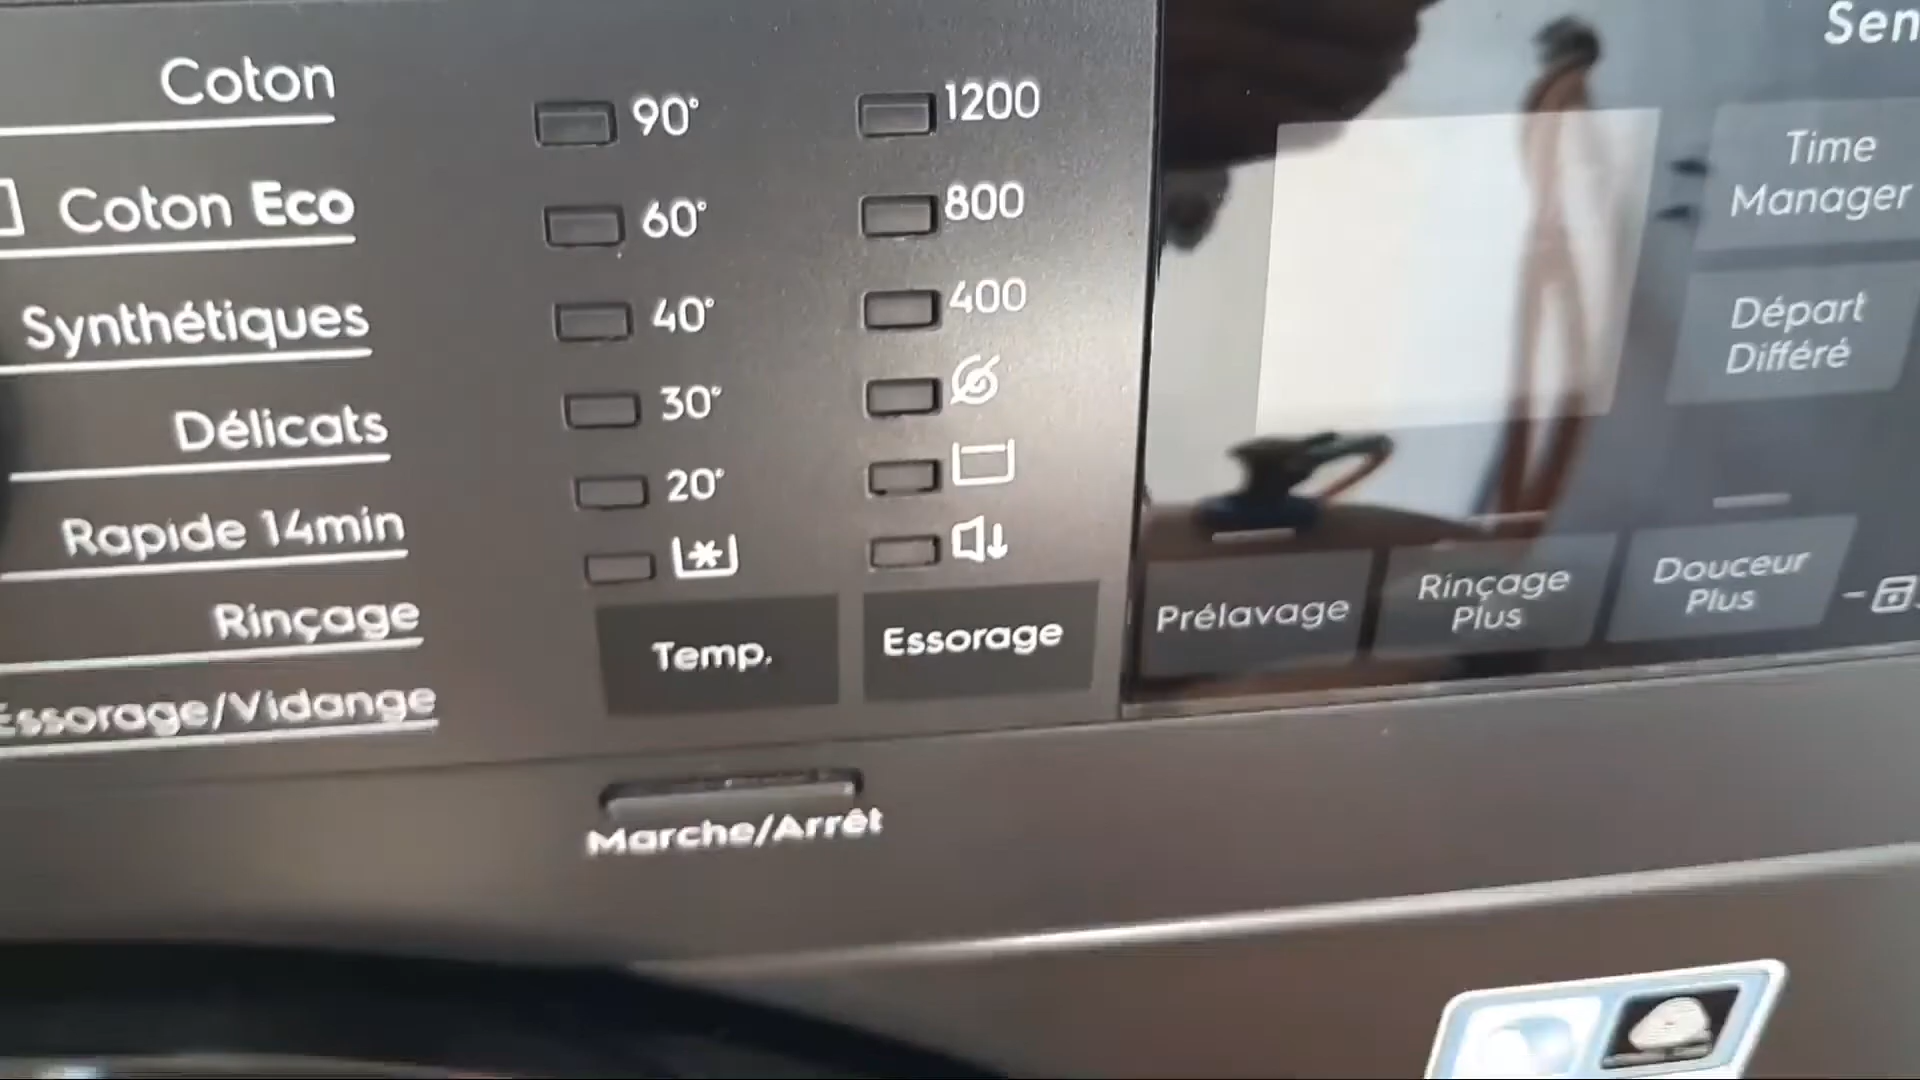 Coton
Coton Eco
Synthétiques
Délicats
Rapide 14min
Rinçage
Essorage/Vidange
90°
60°
40°
30°
20°
Temp.
1200
800
400
Essorage
Marche/Arrêt
Time
Manager
Départ
Différé
Prélavage
Rinçage
Plus
Douceur
Plus